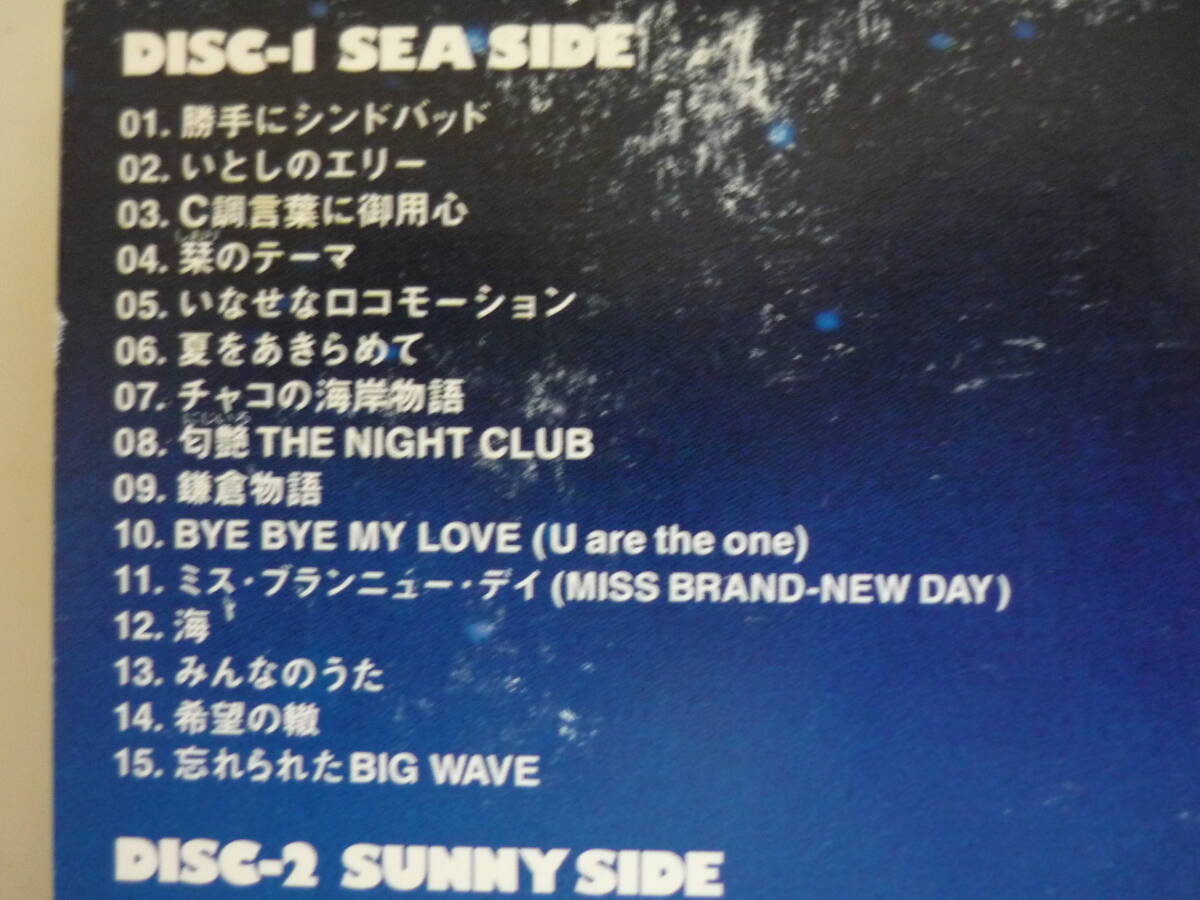 DISC-1 SEA SIDE
01. 勝手にシンドバッド
02. いとしのエリー
03. C調言葉に御用心
しおり
04. 栞のテーマ
05. いなせなロコモーション
06. 夏をあきらめて
07. チャコの海岸物語
にじいろ
08. 匂艶 THE NIGHT CLUB
09. 鎌倉物語
10. BYE BYE MY LOVE (U are the one)
11. ミス・ブランニュー・デイ (MISS BRAND-NEW DAY)
12. 海
13. みんなのうた
14. 希望の轍
15. 忘れられたBIG WAVE
DISC-2 SUNNY SIDE